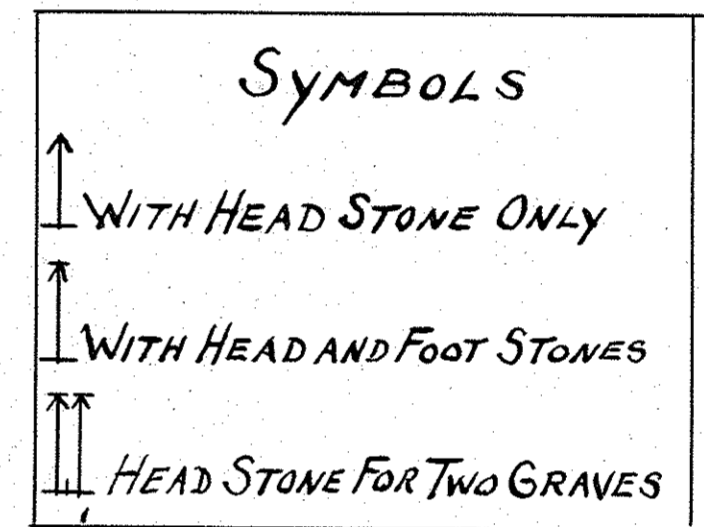 SYMBOLS
WITH HEAD STONE ONLY
WITH HEAD AND FOOT STONES
HEAD STONE FOR TWO GRAVES